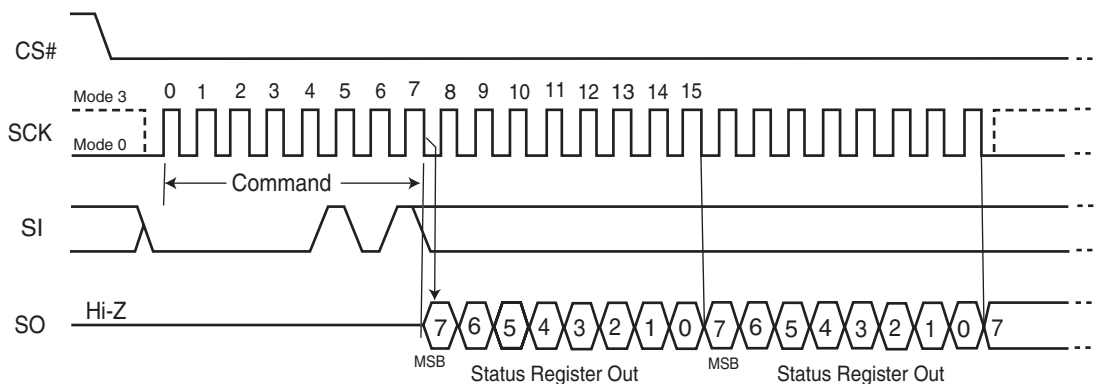 CS#
Mode 3
0 1 2 3 4 5 6 7 8 9 10 11 12 13 14 15
SCK
Mode 0
Command
SI
Hi-Z
SO
7 6 5 4 3 2 1 0 7 6 5 4 3 2 1 0 7
MSB MSB
Status Register Out Status Register Out